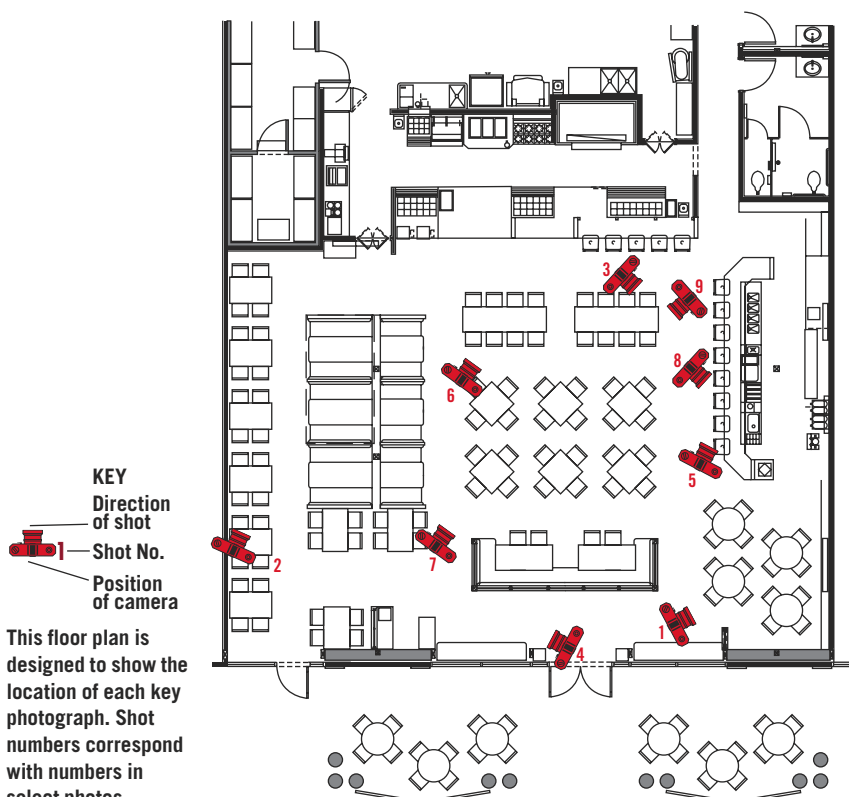 3
9
8
6
5
KEY
Direction
of shot
1
Shot No.
Position
of camera
2
7
1
4
This floor plan is
designed to show the
location of each key
photograph. Shot
numbers correspond
with numbers in
select photos